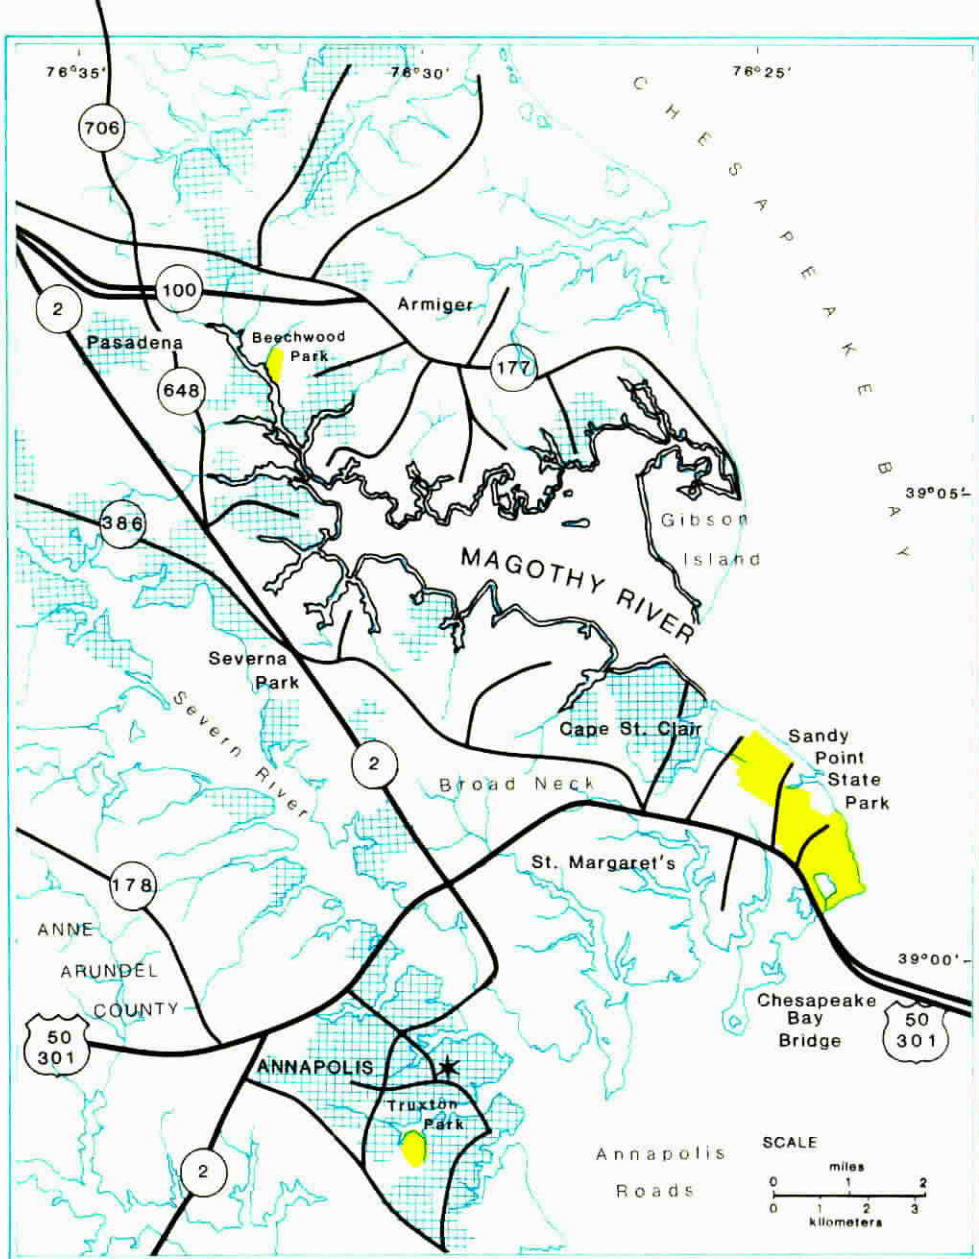 76°35'
76°30'
76°25'
CHESAPEAKE BAY
706
100
2
Armiger
Pasadena
Beechwood
Park
177
648
39°05'
386
Gibson
Island
MAGOTHY RIVER
Severna
Park
Severn River
Cape St. Clair
Sandy
Point
State
Park
2
Broad Neck
St. Margaret's
178
ANNE
ARUNDEL
COUNTY
39°00'
Chesapeake
Bay
Bridge
50
301
50
301
ANNAPOLIS
Truxton
Park
2
Annapolis
Roads
SCALE
miles
0 1 2
0 1 2 3
kilometers